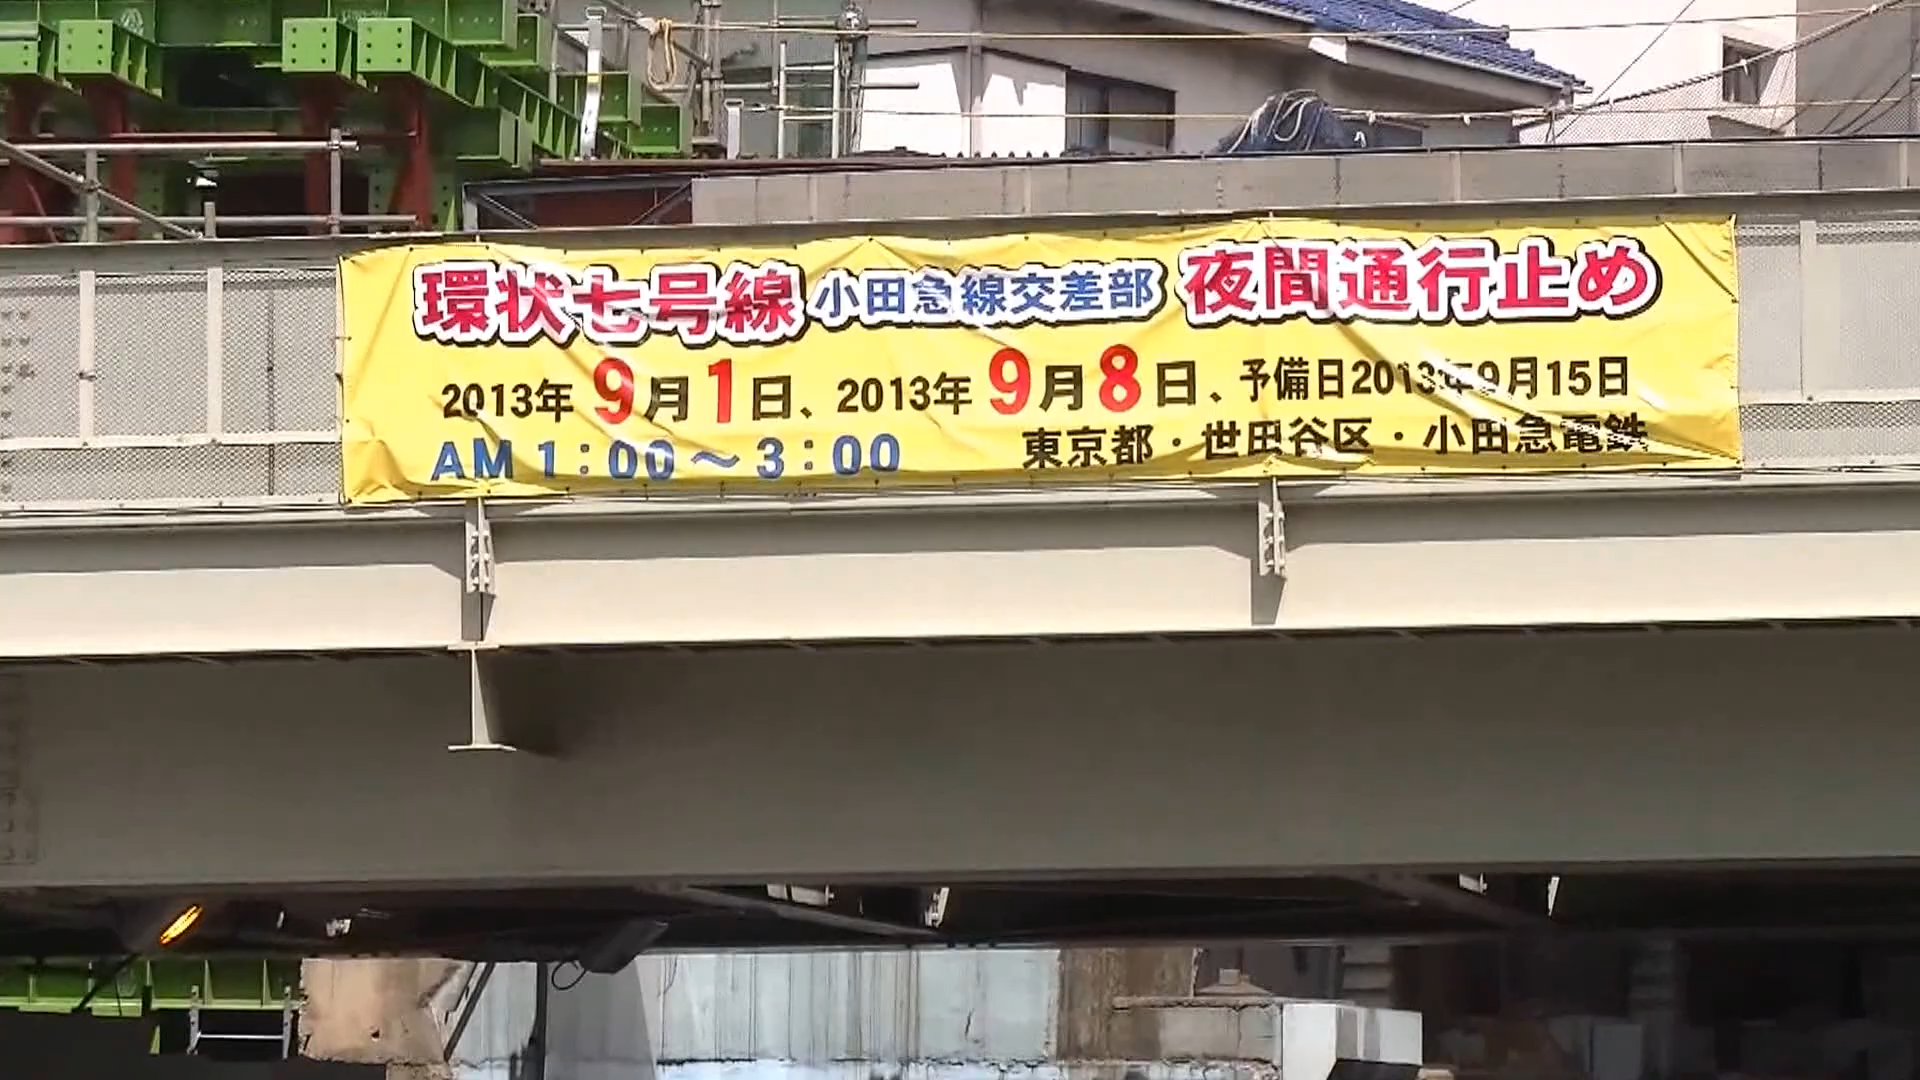 環状七号線 小田急線交差部 夜間通行止め
2013年 9月1日、2013年 9月8日、予備日2013年9月15日
AM 1:00～3:00 東京都・世田谷区・小田急電鉄